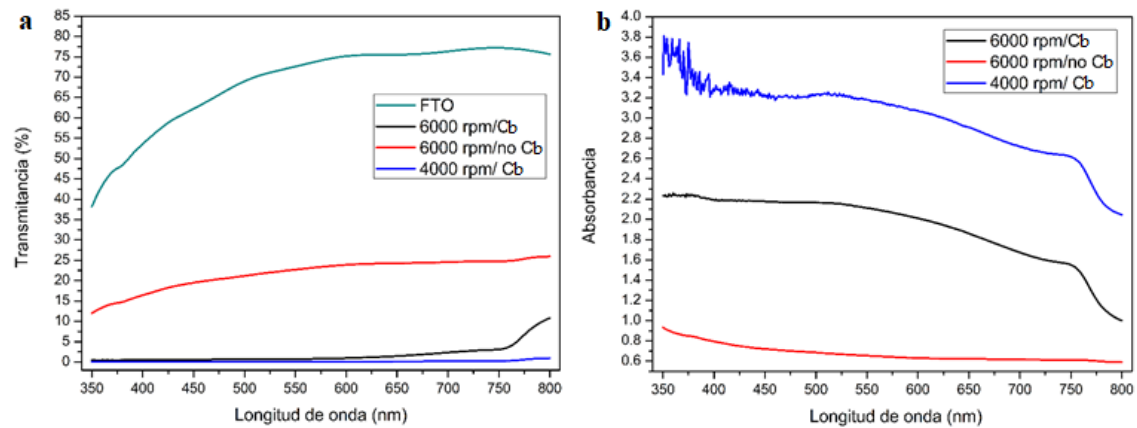 a
Transmitancia (%)
85
80
75
70
65
60
55
50
45
40
35
30
25
20
15
10
5
0
FTO
6000 rpm/Cb
6000 rpm/no Cb
4000 rpm/ Cb
350 400 450 500 550 600 650 700 750 800
Longitud de onda (nm)
b
Absorbancia
4.0
3.8
3.6
3.4
3.2
3.0
2.8
2.6
2.4
2.2
2.0
1.8
1.6
1.4
1.2
1.0
0.8
0.6
6000 rpm/Cb
6000 rpm/no Cb
4000 rpm/ Cb
350 400 450 500 550 600 650 700 750 800
Longitud de onda (nm)